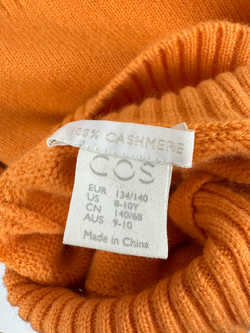 100% CASHMERE
COS
EUR 134/140
US 8-10Y
CN 140/68
AUS 9-10
Made in China